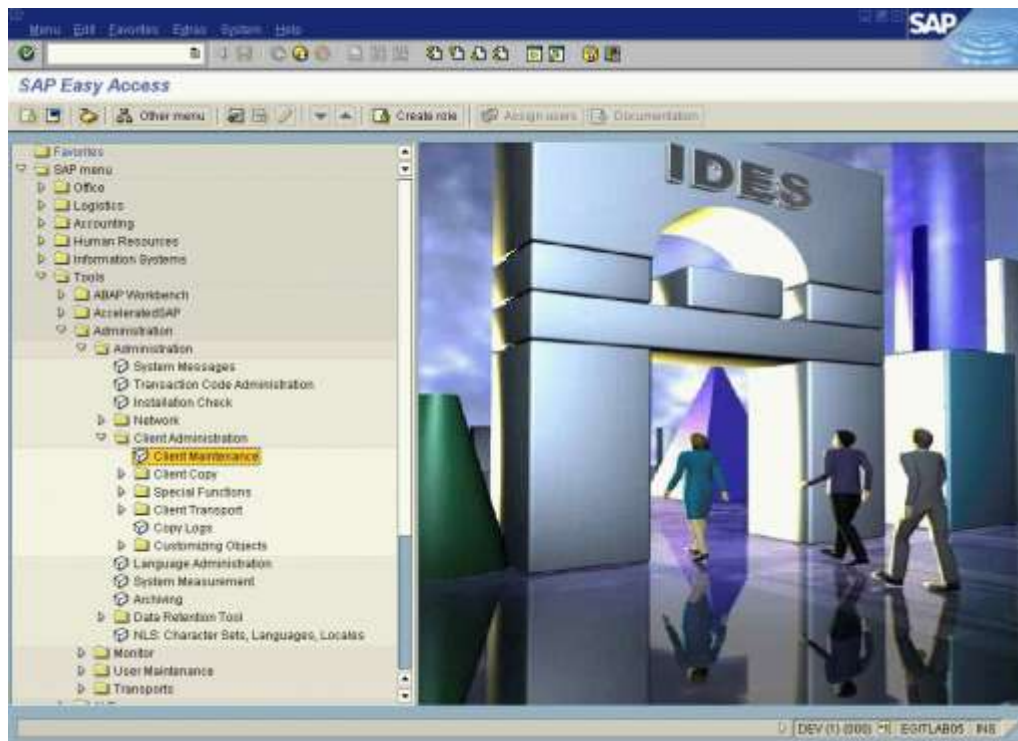 Menu Edit Favorites Extras System Help
SAP
SAP Easy Access
Other menu Create role Assign users Documentation
Favorites
SAP menu
Office
Logistics
Accounting
Human Resources
Information Systems
Tools
ABAP Workbench
AcceleratedSAP
Administration
Administration
System Messages
Transaction Code Administration
Installation Check
Network
Client Administration
Client Maintenance
Client Copy
Special Functions
Client Transport
Copy Logs
Customizing Objects
Language Administration
System Measurement
Archiving
Data Retention Tool
NLS: Character Sets, Languages, Locales
Monitor
User Maintenance
Transports
IDES
DEV (1) (000) EGITLAB05 INS